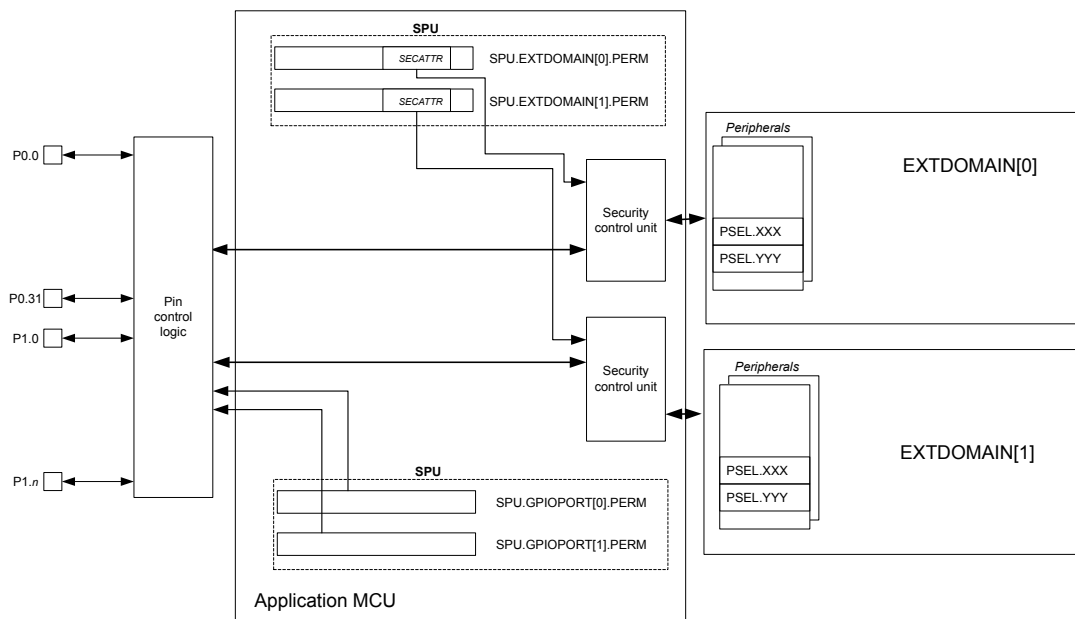 SPU
SECATTR
SPU.EXTDOMAIN[0].PERM
SECATTR
SPU.EXTDOMAIN[1].PERM
P0.0
P0.31
P1.0
P1.n
Pin
control
logic
Security
control unit
Security
control unit
Peripherals
EXTDOMAIN[0]
PSEL.XXX
PSEL.YYY
Peripherals
EXTDOMAIN[1]
PSEL.XXX
PSEL.YYY
SPU
SPU.GPIOPORT[0].PERM
SPU.GPIOPORT[1].PERM
Application MCU